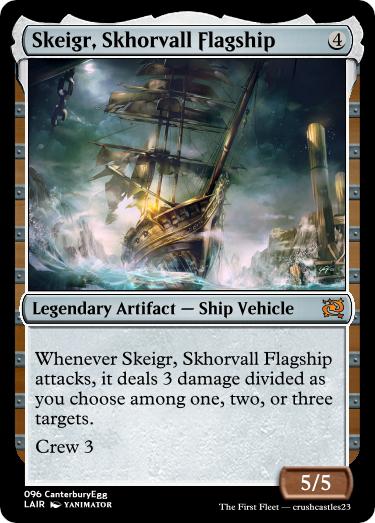 Skeigr, Skhorvall Flagship 4
Legendary Artifact — Ship Vehicle
Whenever Skeigr, Skhorvall Flagship
attacks, it deals 3 damage divided as
you choose among one, two, or three
targets.
Crew 3
5/5
096 CanterburyEgg
LAIR YANIMATOR
The First Fleet — crushcastles23